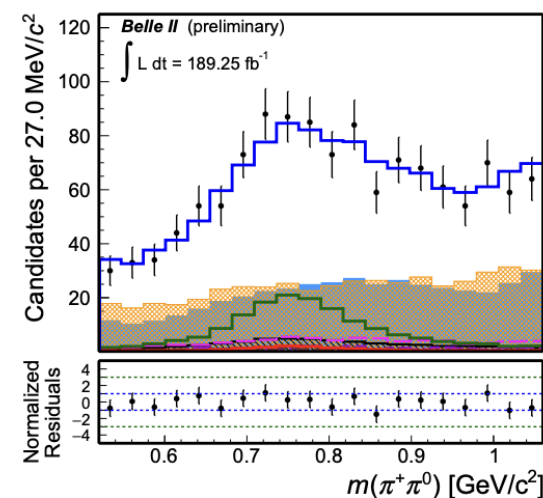 Belle II (preliminary)
∫ L dt = 189.25 fb⁻¹
Candidates per 27.0 MeV/c²
120
100
80
60
40
20
Normalized
Residuals
4
2
0
−2
−4
0.6 0.7 0.8 0.9 1
m(π⁺π⁰) [GeV/c²]